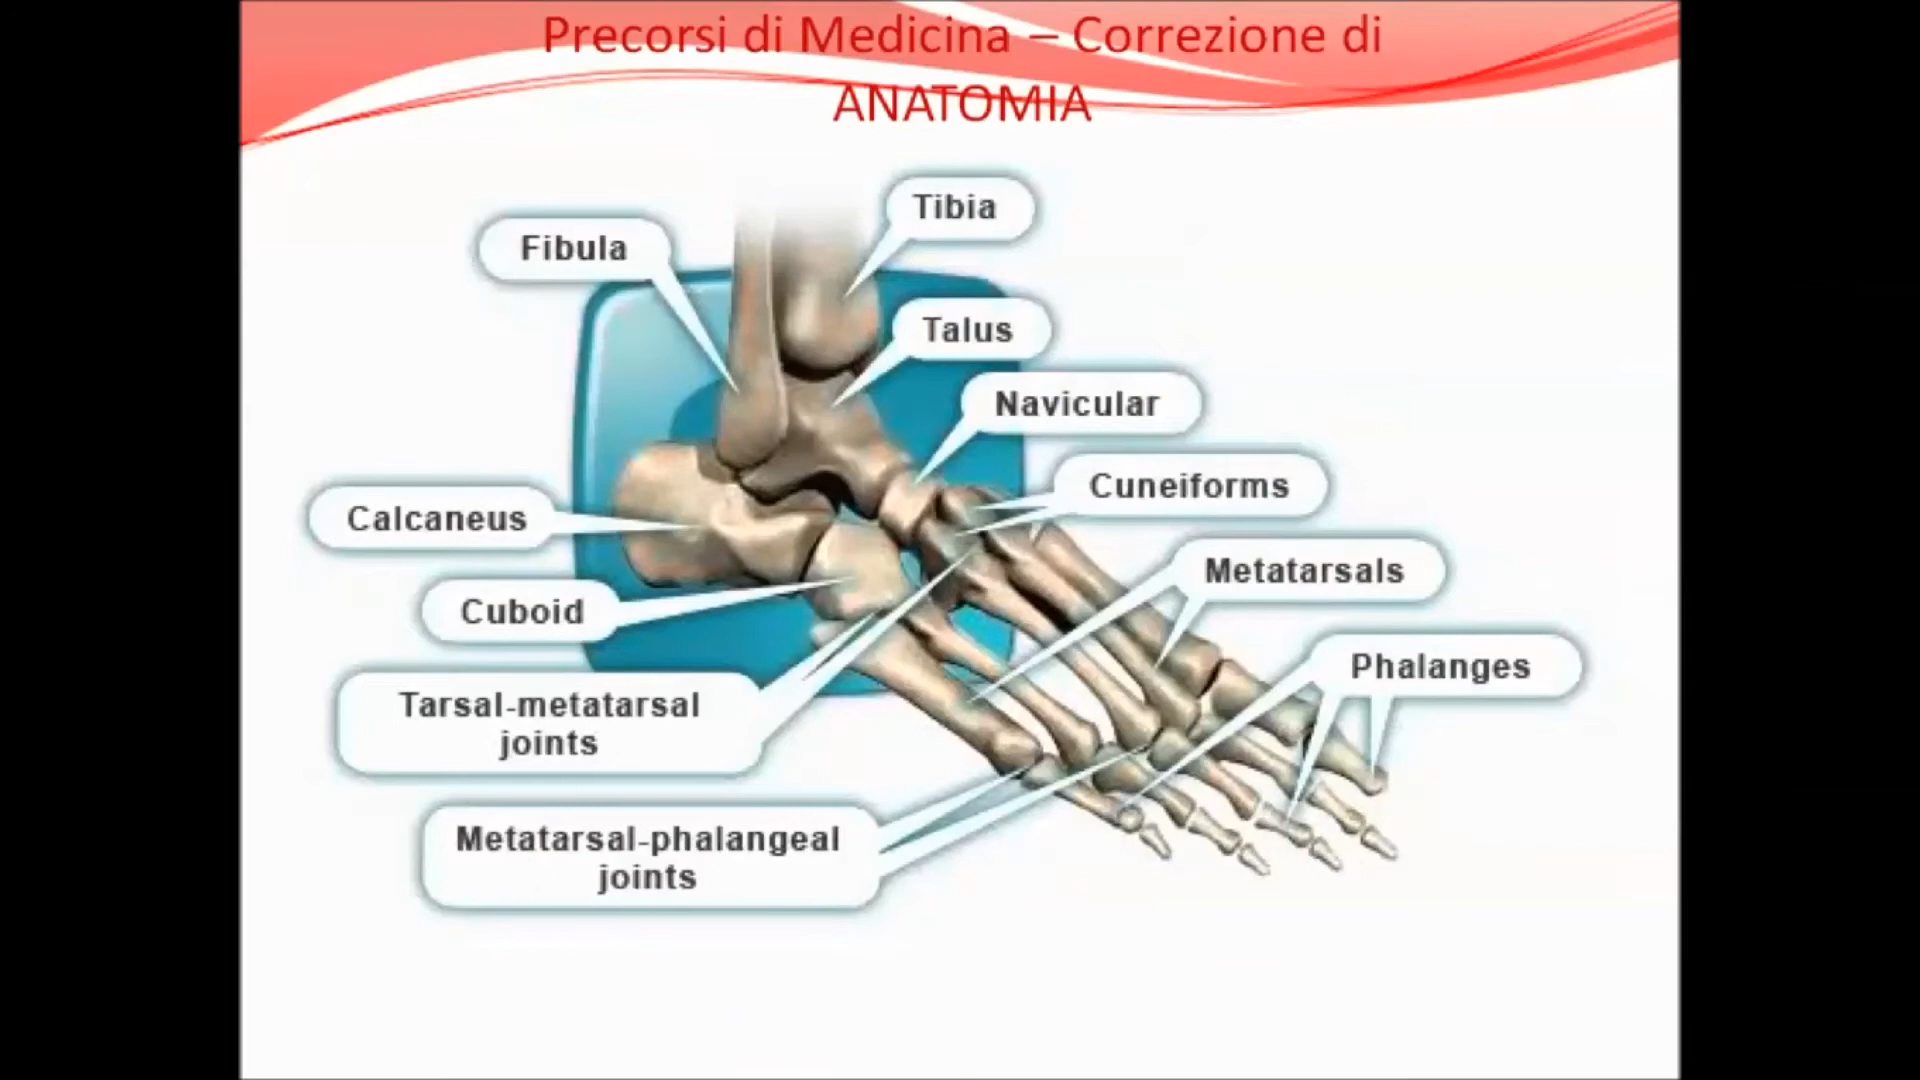 Precorsi di Medicina – Correzione di
ANATOMIA
Tibia
Fibula
Talus
Navicular
Cuneiforms
Calcaneus
Metatarsals
Cuboid
Phalanges
Tarsal-metatarsal
joints
Metatarsal-phalangeal
joints